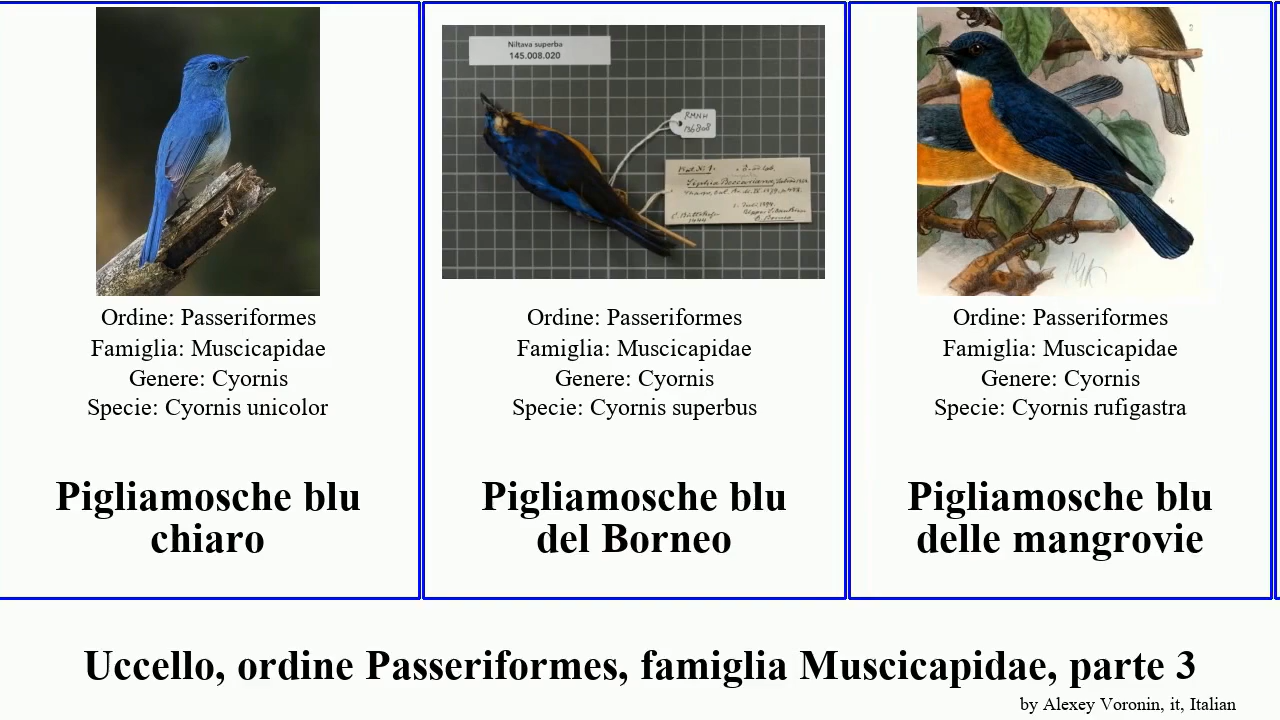 Ordine: Passeriformes
Famiglia: Muscicapidae
Genere: Cyornis
Specie: Cyornis unicolor
Pigliamosche blu
chiaro
Niltava superba
145.008.020
RMNH
Ordine: Passeriformes
Famiglia: Muscicapidae
Genere: Cyornis
Specie: Cyornis superbus
Pigliamosche blu
del Borneo
Ordine: Passeriformes
Famiglia: Muscicapidae
Genere: Cyornis
Specie: Cyornis rufigastra
Pigliamosche blu
delle mangrovie
Uccello, ordine Passeriformes, famiglia Muscicapidae, parte 3
by Alexey Voronin, it, Italian